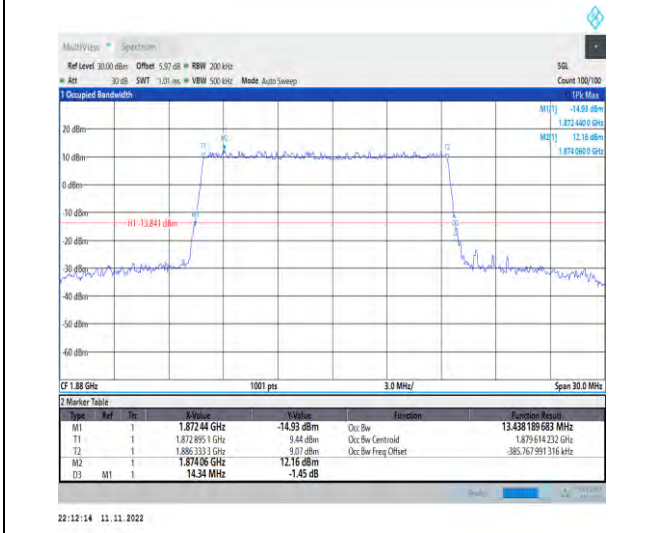 MultiView Spectrum
Ref Level 30.00 dBm Offset 5.97 dB RBW 200 kHz SGL
Att 30 dB SWT 1.01 ms VBW 500 kHz Mode Auto Sweep Count 100/100
1 Occupied Bandwidth 1Pk Max
M1[1] -14.93 dBm
1.872 440 0 GHz
M2[1] 12.16 dBm
1.874 060 0 GHz
20 dBm
M2
T1 T2
10 dBm
0 dBm
-10 dBm
M1
H1 -13.841 dBm
D3
-20 dBm
-30 dBm
-40 dBm
-50 dBm
-60 dBm
CF 1.88 GHz 1001 pts 3.0 MHz/ Span 30.0 MHz
2 Marker Table
Type Ref Trc X-Value Y-Value Function Function Result
M1 1 1.872 44 GHz -14.93 dBm Occ Bw 13.438 189 683 MHz
T1 1 1.872 895 1 GHz 9.44 dBm Occ Bw Centroid 1.879 614 232 GHz
T2 1 1.886 333 3 GHz 9.07 dBm Occ Bw Freq Offset -385.767 991 316 kHz
M2 1 1.874 06 GHz 12.16 dBm
D3 M1 1 14.34 MHz -1.45 dB
22:12:14 11.11.2022